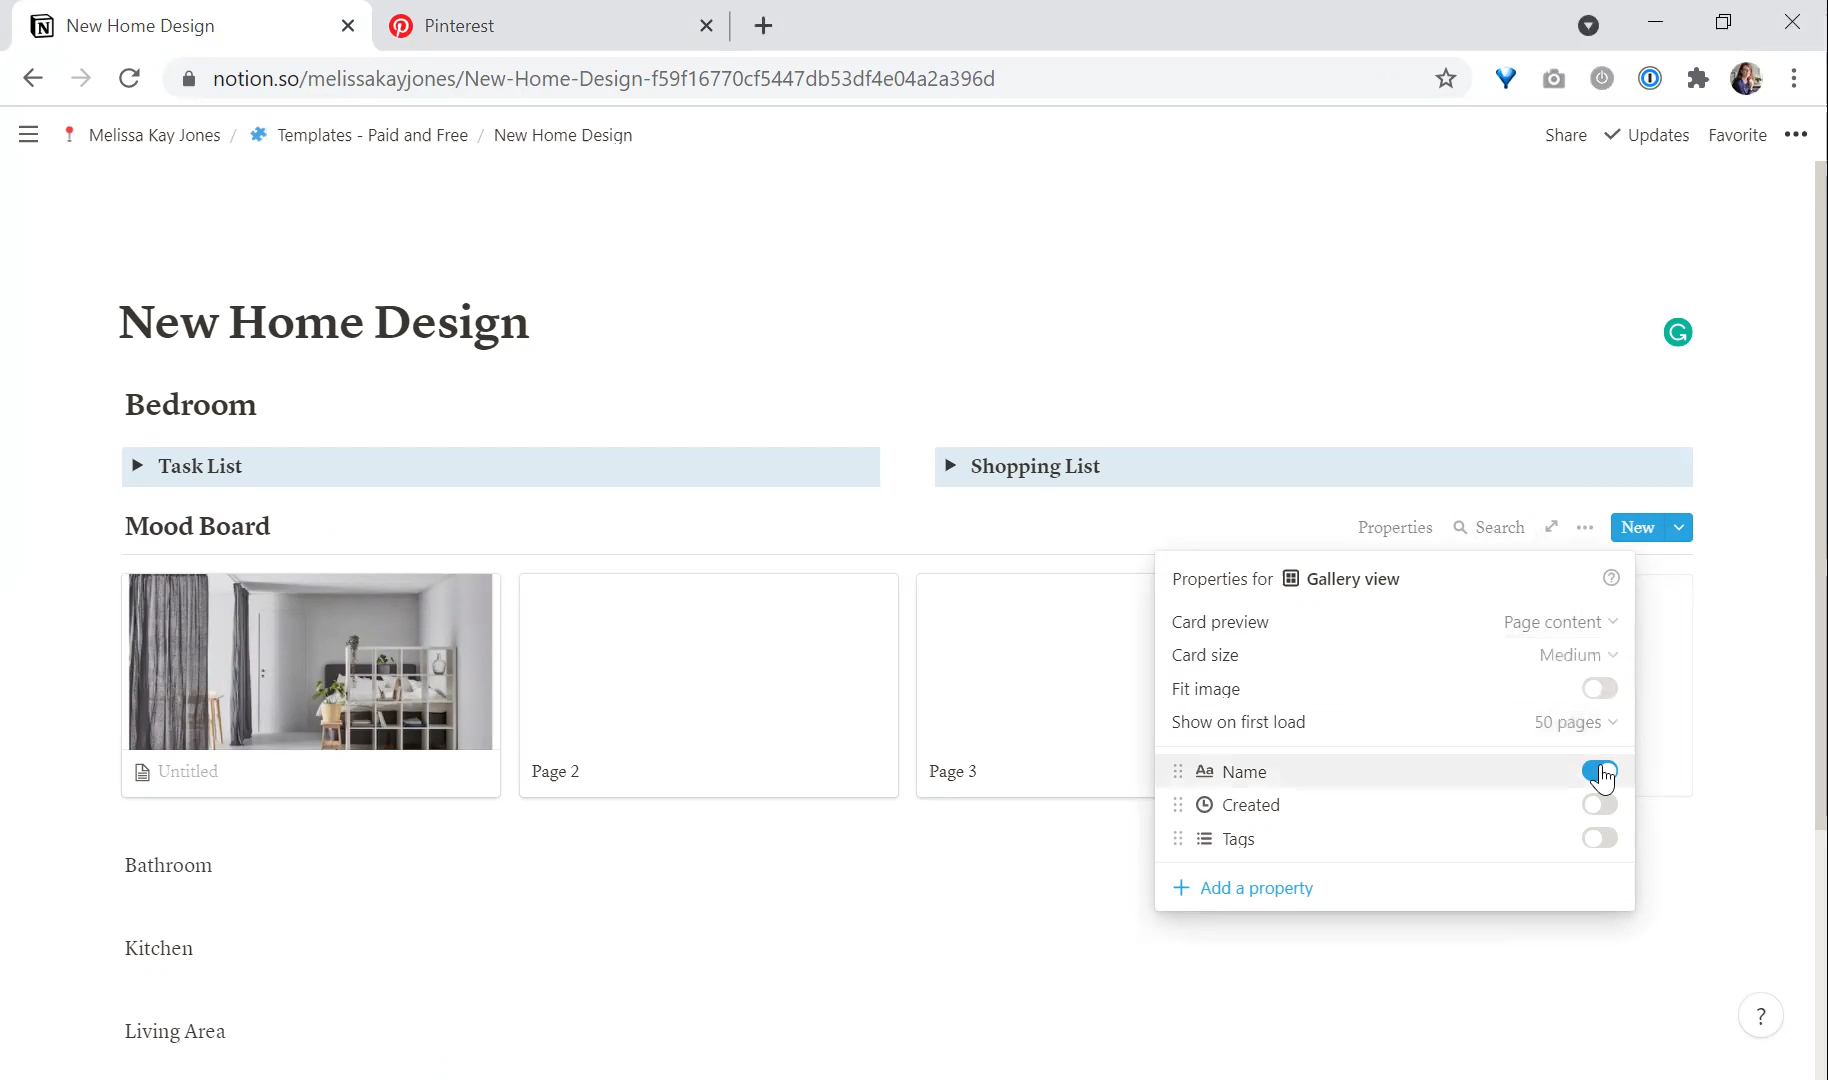 New Home Design
Pinterest
notion.so/melissakayjones/New-Home-Design-f59f16770cf5447db53df4e04a2a396d
Melissa Kay Jones / Templates - Paid and Free / New Home Design
Share Updates Favorite
New Home Design
Bedroom
Task List
Shopping List
Mood Board
Properties Search New
Properties for Gallery view
Card preview Page content
Card size Medium
Fit image
Show on first load 50 pages
Aa Name
Created
Tags
+ Add a property
Untitled
Page 2
Page 3
Bathroom
Kitchen
Living Area
?